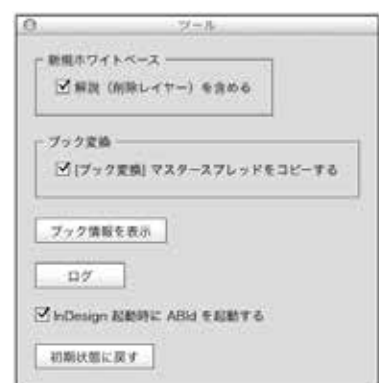 ツール
新規ホワイトベース
解説（削除レイヤー）を含める
ブック変換
[ブック変換] マスタースプレッドをコピーする
ブック情報を表示
ログ
InDesign 起動時に ABId を起動する
初期状態に戻す